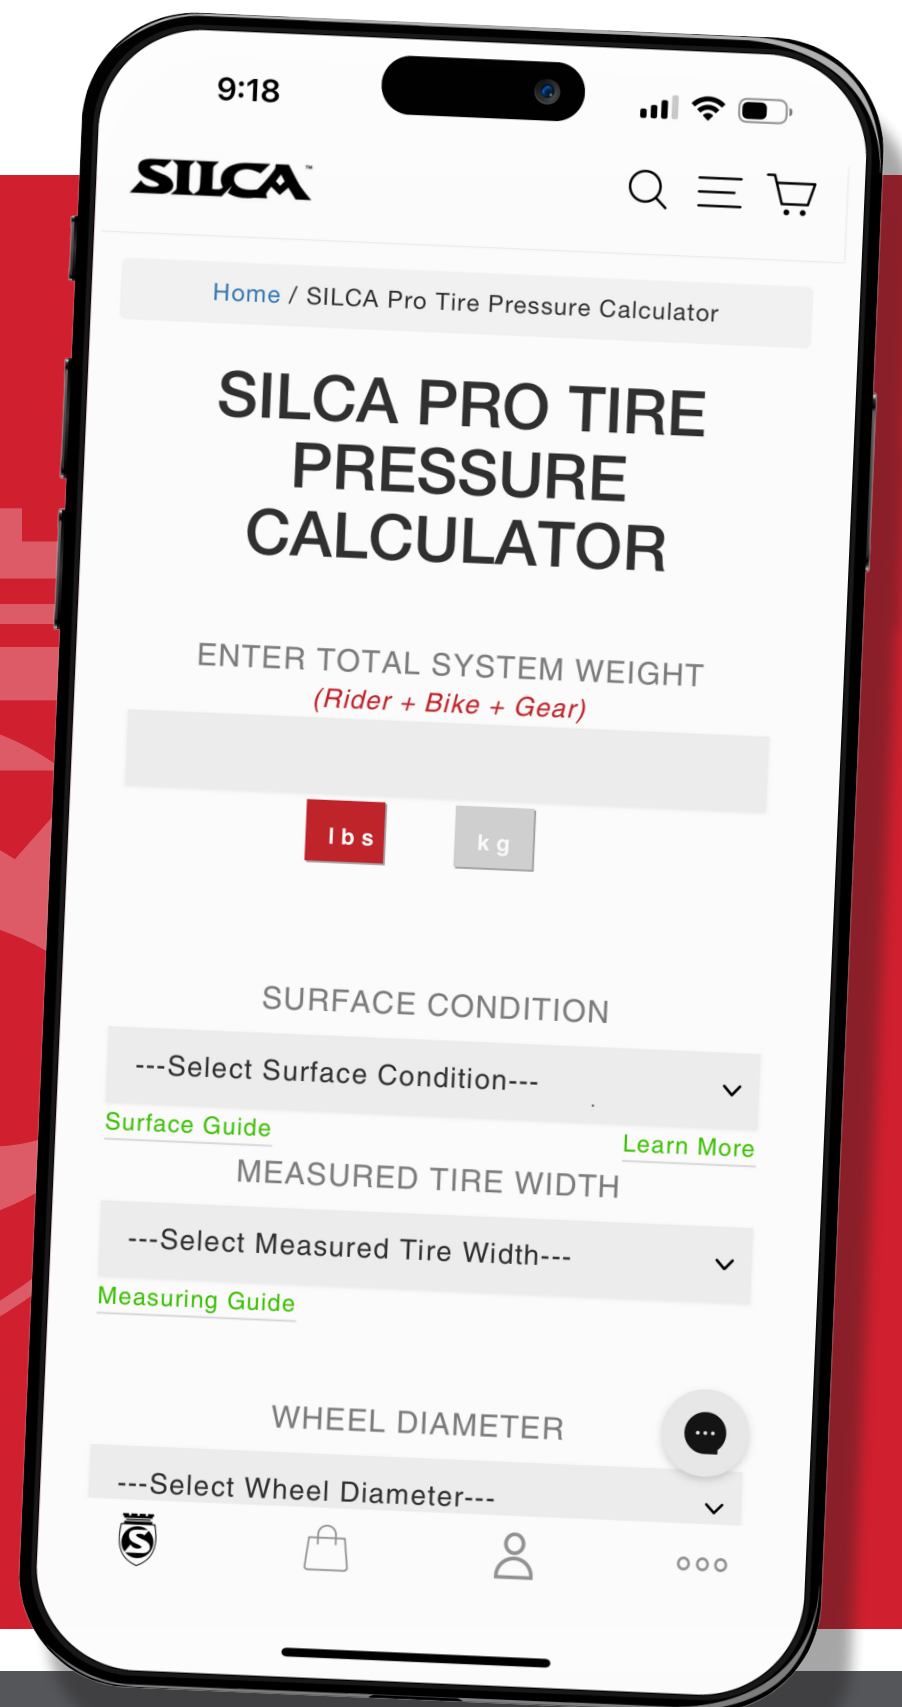 9:18
SILCA™
Home / SILCA Pro Tire Pressure Calculator
SILCA PRO TIRE
PRESSURE
CALCULATOR
ENTER TOTAL SYSTEM WEIGHT
(Rider + Bike + Gear)
lbs kg
SURFACE CONDITION
---Select Surface Condition---
Surface Guide Learn More
MEASURED TIRE WIDTH
---Select Measured Tire Width---
Measuring Guide
WHEEL DIAMETER
---Select Wheel Diameter---
S